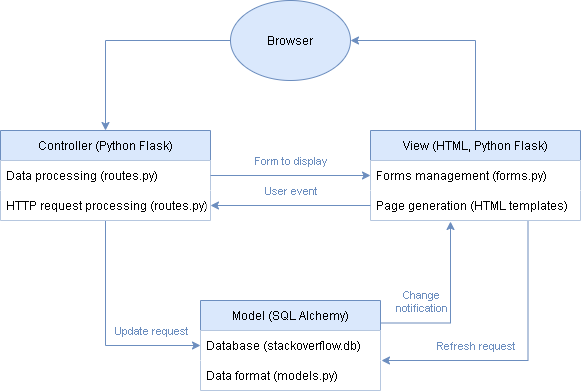 Browser
Controller (Python Flask)
View (HTML, Python Flask)
Data processing (routes.py)
Form to display
Forms management (forms.py)
HTTP request processing (routes.py)
User event
Page generation (HTML templates)
Change
notification
Model (SQL Alchemy)
Update request
Database (stackoverflow.db)
Refresh request
Data format (models.py)